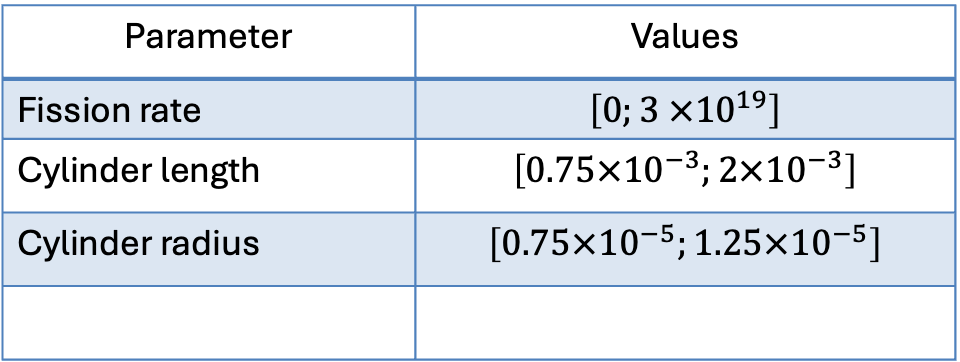 Parameter Values
Fission rate [0; 3 ×10¹⁹]
Cylinder length [0.75×10⁻³; 2×10⁻³]
Cylinder radius [0.75×10⁻⁵; 1.25×10⁻⁵]